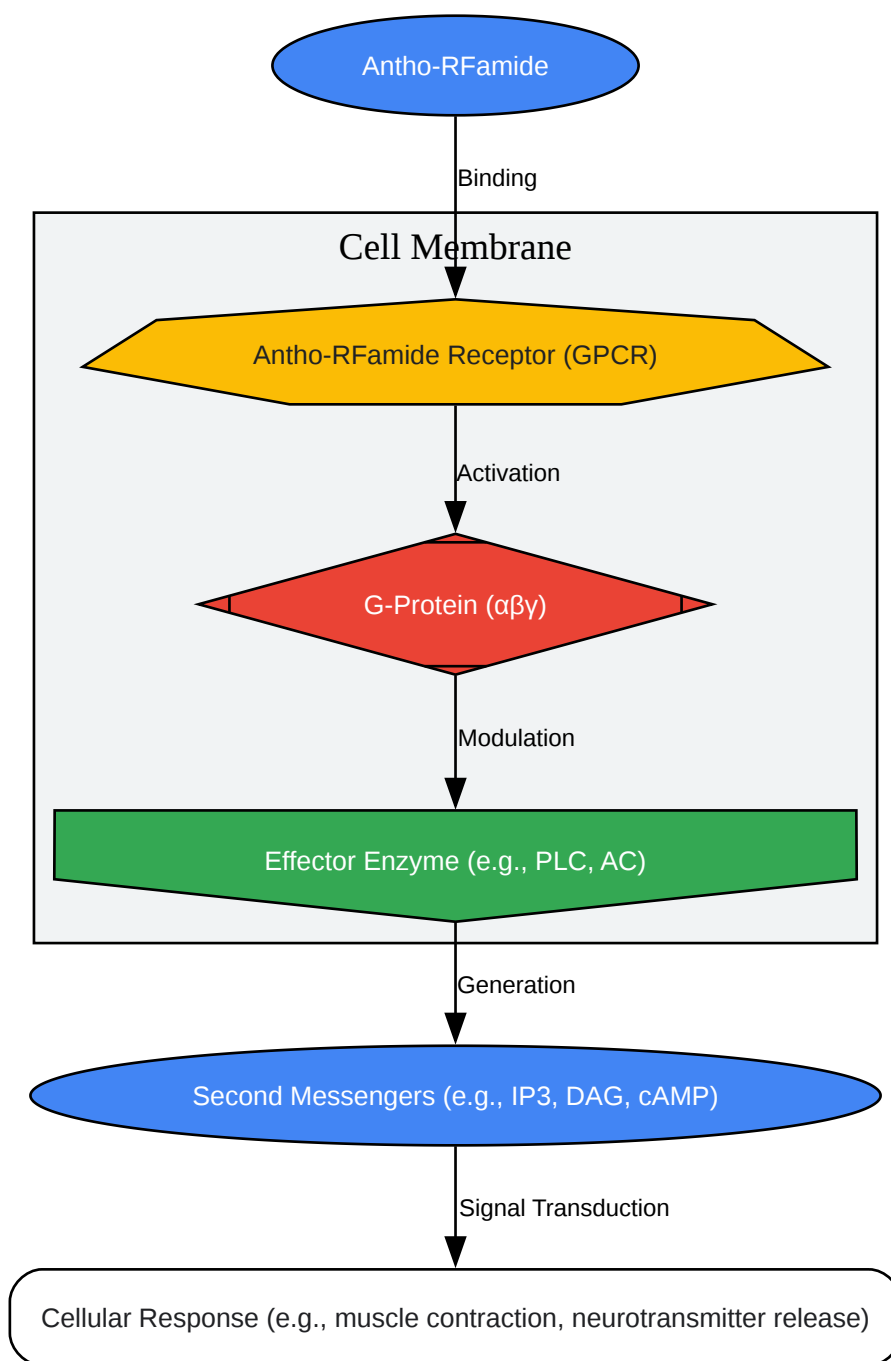 Antho-RFamide
Binding
Cell Membrane
Antho-RFamide Receptor (GPCR)
Activation
G-Protein (αβγ)
Modulation
Effector Enzyme (e.g., PLC, AC)
Generation
Second Messengers (e.g., IP3, DAG, cAMP)
Signal Transduction
Cellular Response (e.g., muscle contraction, neurotransmitter release)